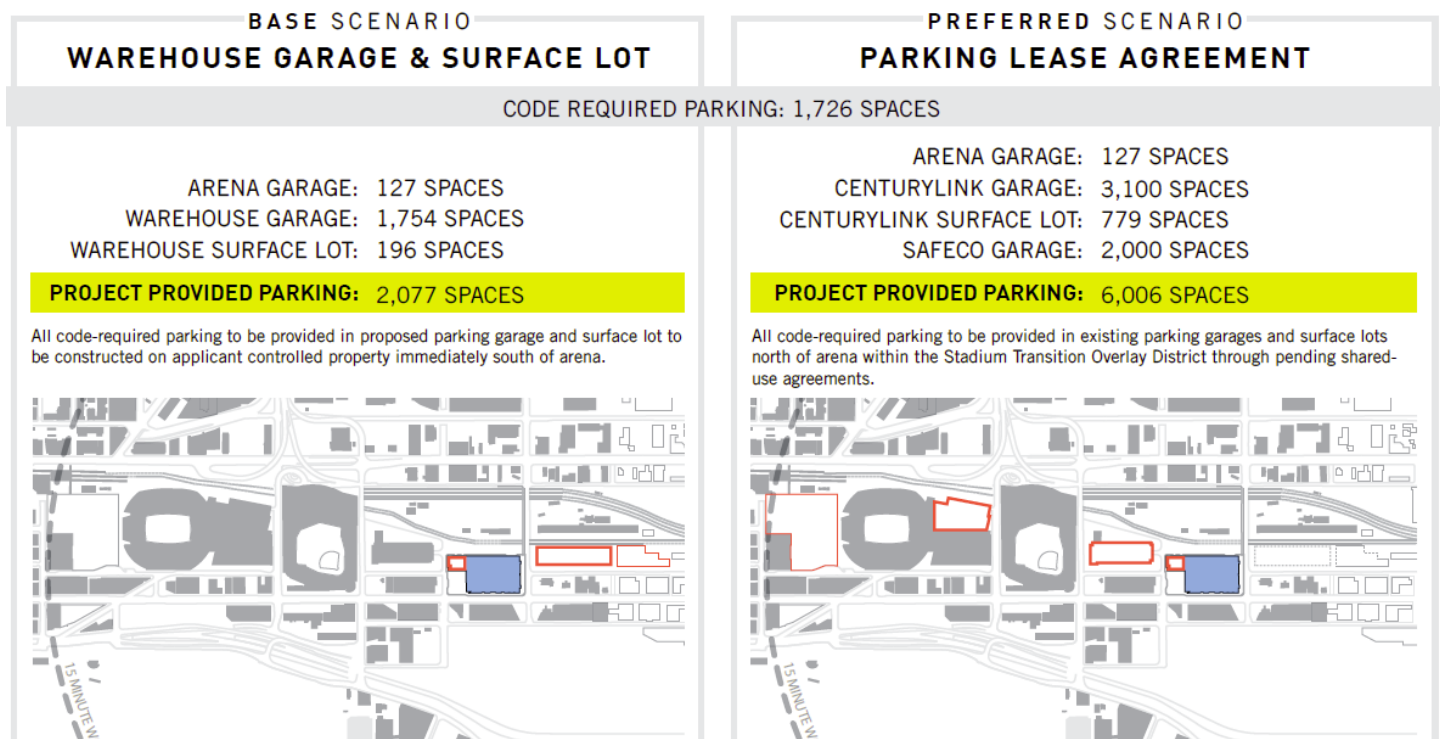 BASE SCENARIO
WAREHOUSE GARAGE & SURFACE LOT
PREFERRED SCENARIO
PARKING LEASE AGREEMENT
CODE REQUIRED PARKING: 1,726 SPACES
ARENA GARAGE: 127 SPACES
WAREHOUSE GARAGE: 1,754 SPACES
WAREHOUSE SURFACE LOT: 196 SPACES
PROJECT PROVIDED PARKING: 2,077 SPACES
All code-required parking to be provided in proposed parking garage and surface lot to
be constructed on applicant controlled property immediately south of arena.
ARENA GARAGE: 127 SPACES
CENTURYLINK GARAGE: 3,100 SPACES
CENTURYLINK SURFACE LOT: 779 SPACES
SAFECO GARAGE: 2,000 SPACES
PROJECT PROVIDED PARKING: 6,006 SPACES
All code-required parking to be provided in existing parking garages and surface lots
north of arena within the Stadium Transition Overlay District through pending shared-
use agreements.
15 MINUTE W
15 MINUTE W